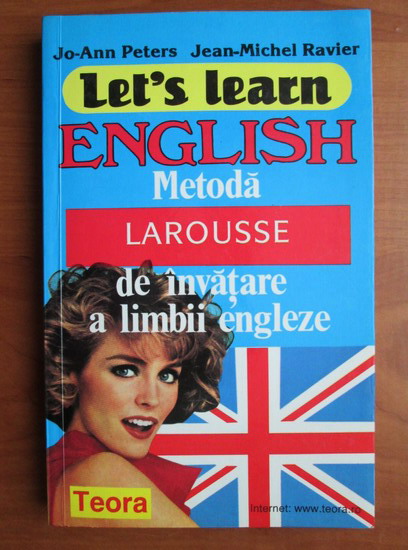 Jo-Ann Peters Jean-Michel Ravier
Let's learn
ENGLISH
Metodă
LAROUSSE
de învăţare
a limbii engleze
Teora
Internet: www.teora.ro